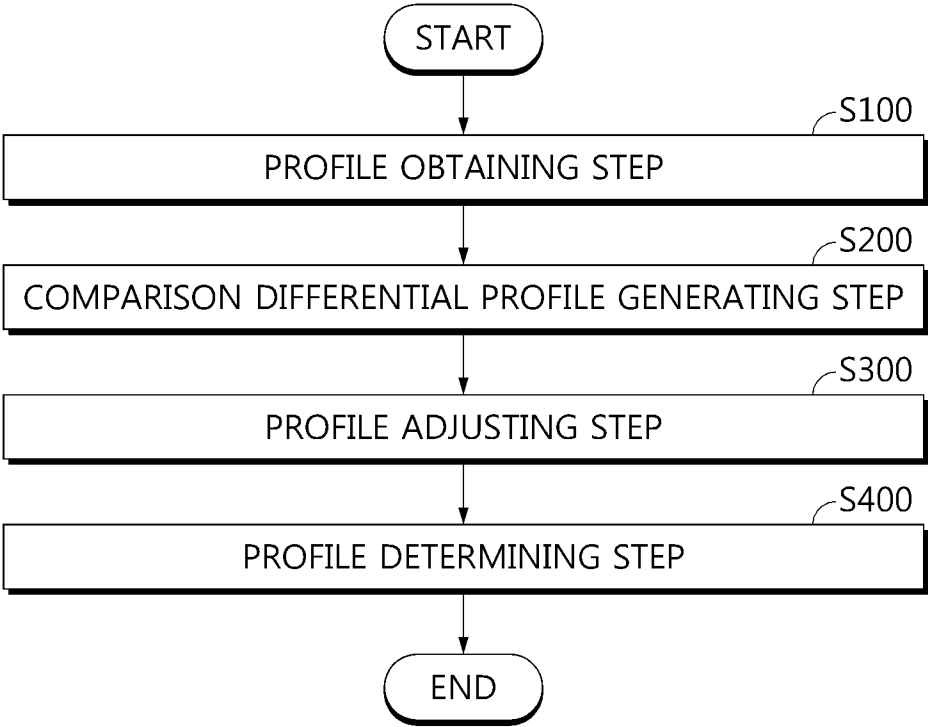 START
S100
PROFILE OBTAINING STEP
S200
COMPARISON DIFFERENTIAL PROFILE GENERATING STEP
S300
PROFILE ADJUSTING STEP
S400
PROFILE DETERMINING STEP
END